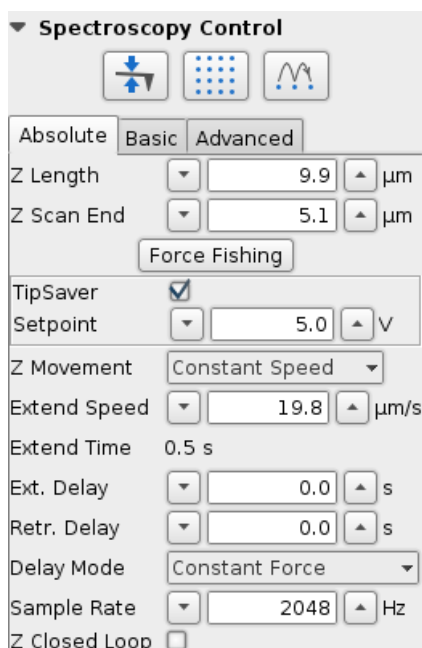 Spectroscopy Control
Absolute Basic Advanced
Z Length 9.9 µm
Z Scan End 5.1 µm
Force Fishing
TipSaver
Setpoint 5.0 V
Z Movement Constant Speed
Extend Speed 19.8 µm/s
Extend Time 0.5 s
Ext. Delay 0.0 s
Retr. Delay 0.0 s
Delay Mode Constant Force
Sample Rate 2048 Hz
Z Closed Loop